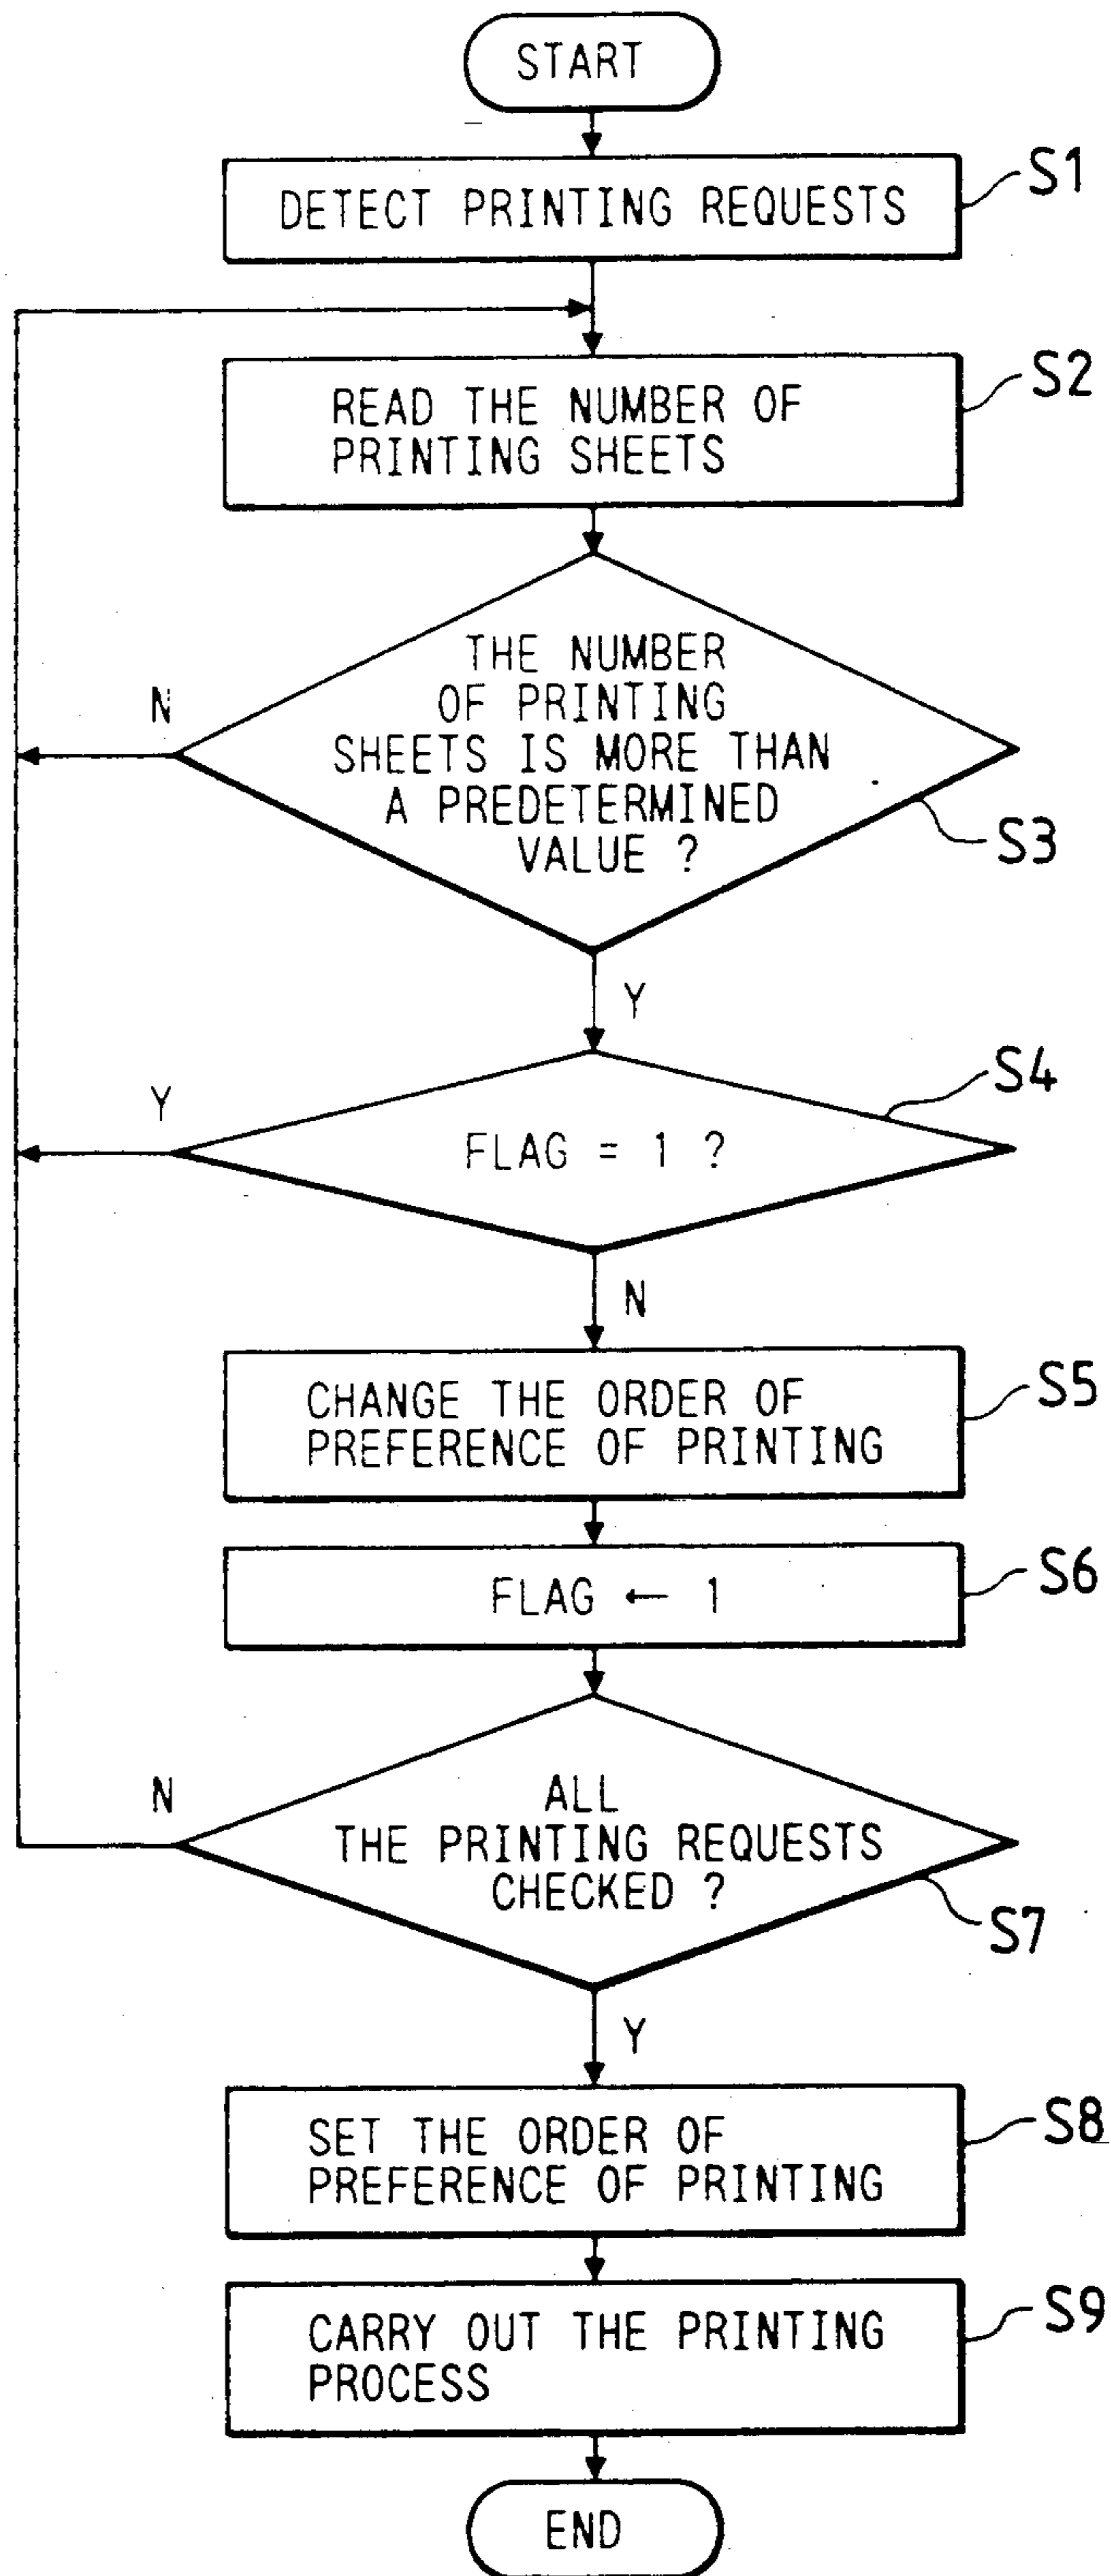 START
DETECT PRINTING REQUESTS
S1
READ THE NUMBER OF
PRINTING SHEETS
S2
THE NUMBER
OF PRINTING
SHEETS IS MORE THAN
A PREDETERMINED
VALUE ?
N
S3
Y
S4
Y
FLAG = 1 ?
N
CHANGE THE ORDER OF
PREFERENCE OF PRINTING
S5
FLAG ← 1
S6
N
ALL
THE PRINTING REQUESTS
CHECKED ?
S7
Y
SET THE ORDER OF
PREFERENCE OF PRINTING
S8
CARRY OUT THE PRINTING
PROCESS
S9
END